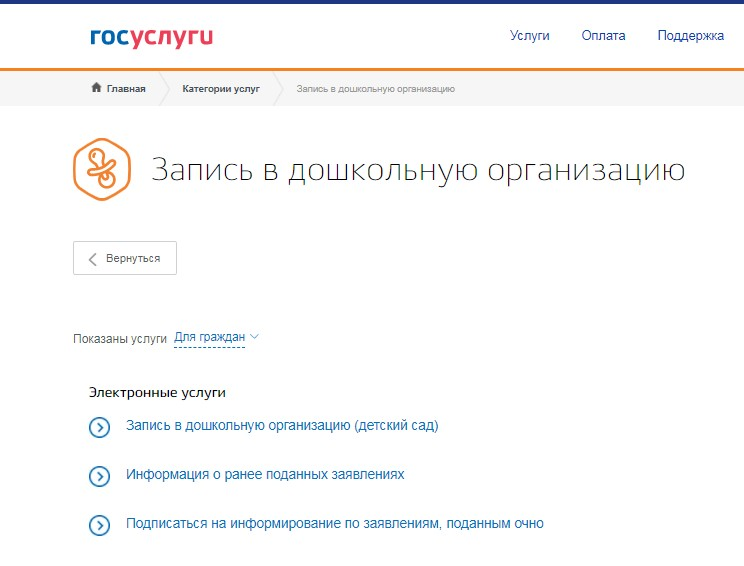 госуслуги
Услуги Оплата Поддержка
Главная Категории услуг Запись в дошкольную организацию
Запись в дошкольную организацию
Вернуться
Показаны услуги Для граждан
Электронные услуги
Запись в дошкольную организацию (детский сад)
Информация о ранее поданных заявлениях
Подписаться на информирование по заявлениям, поданным очно